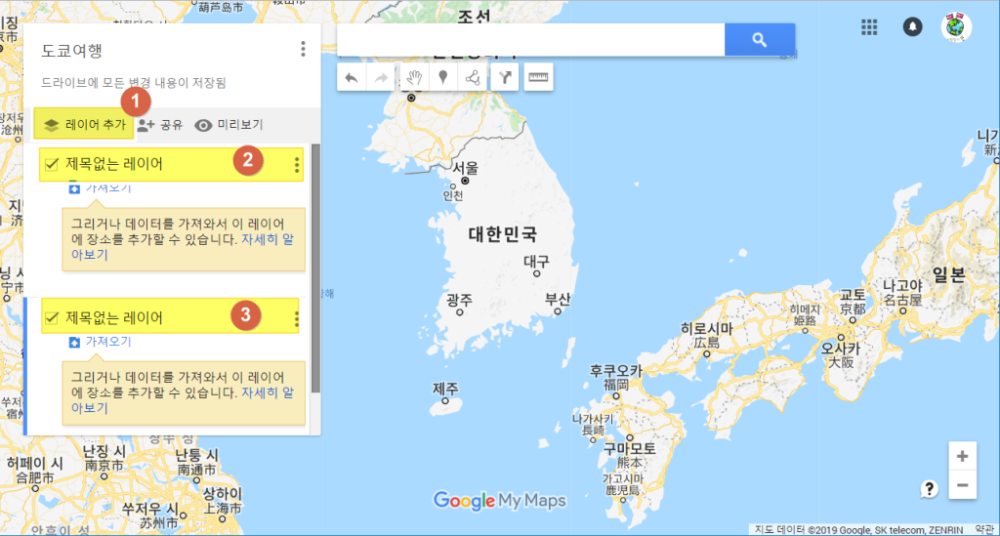 도쿄여행
드라이브에 모든 변경 내용이 저장됨
1
레이어 추가
공유
미리보기
제목없는 레이어
2
가져오기
그리거나 데이터를 가져와서 이 레이어
에 장소를 추가할 수 있습니다. 자세히 알
아보기
제목없는 레이어
3
가져오기
그리거나 데이터를 가져와서 이 레이어
에 장소를 추가할 수 있습니다. 자세히 알
아보기
葫芦岛市
조선
서울
인천
대한민국
대구
광주
부산
제주
일본
나고야
名古屋
교토
京都
히메지
姫路
오사카
大阪
히로시마
広島
후쿠오카
福岡
나가사키
長崎
구마모토
熊本
가고시마
鹿児島
허페이 시
合肥市
난징 시
南京市
난퉁 시
南通市
상하이
上海市
쑤저우 시
苏州市
안후이 성
Google My Maps
?
지도 데이터 ©2019 Google, SK telecom, ZENRIN
약관